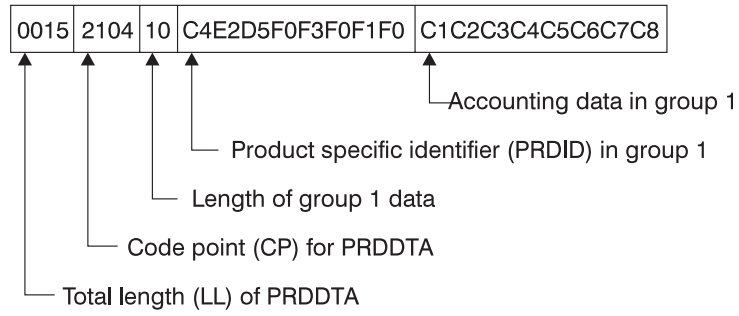 0015 2104 10 C4E2D5F0F3F0F1F0 C1C2C3C4C5C6C7C8
Accounting data in group 1
Product specific identifier (PRDID) in group 1
Length of group 1 data
Code point (CP) for PRDDTA
Total length (LL) of PRDDTA